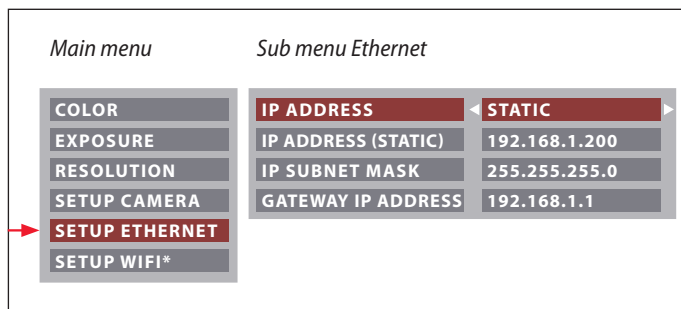 Main menu
Sub menu Ethernet
COLOR
EXPOSURE
RESOLUTION
SETUP CAMERA
SETUP ETHERNET
SETUP WIFI*
IP ADDRESS STATIC
IP ADDRESS (STATIC) 192.168.1.200
IP SUBNET MASK 255.255.255.0
GATEWAY IP ADDRESS 192.168.1.1